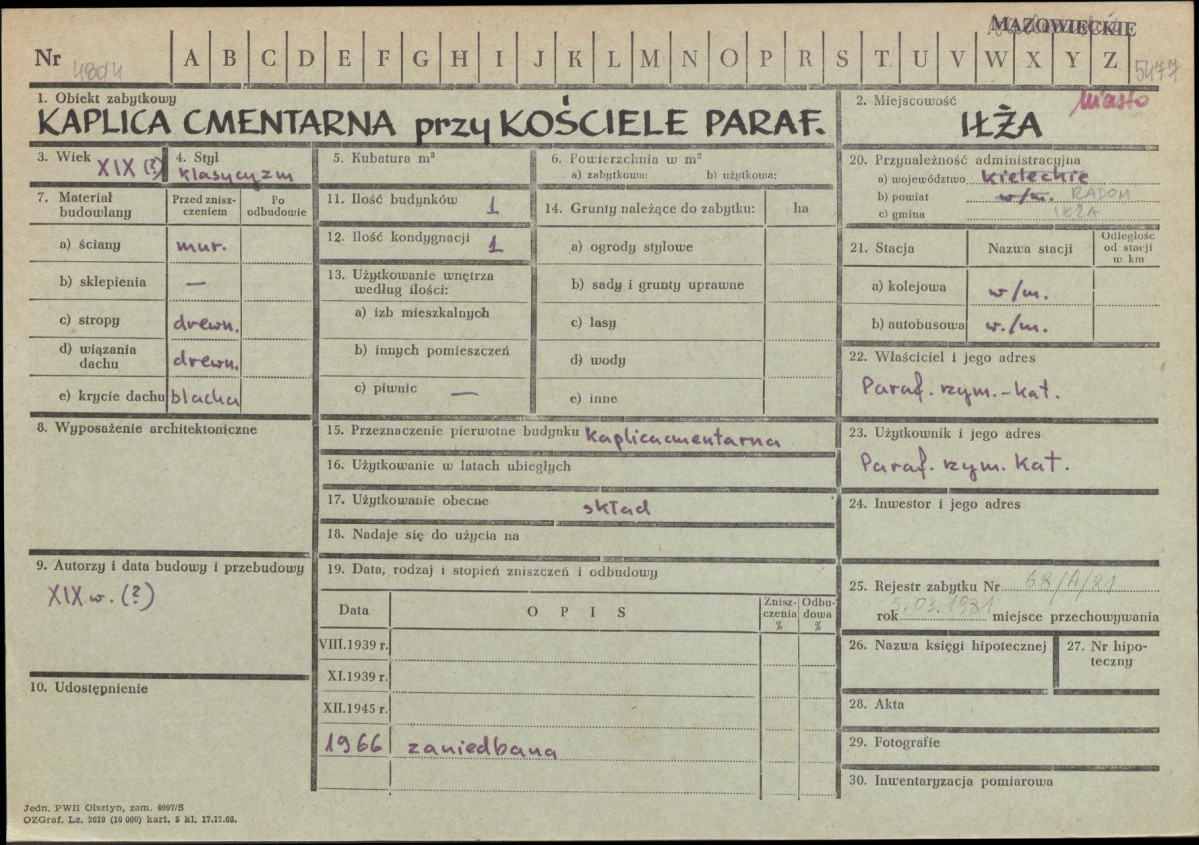 MAZOWIECKIE
Nr 4804 A B C D E F G H I J K L M N O P R S T U V W X Y Z 5477
1. Obiekt zabytkowy
KAPLICA CMENTARNA przy KOŚCIELE PARAF.
2. Miejscowość Miasto
IŁŻA
3. Wiek XIX (?)
4. Styl klasycyzm
5. Kubatura m³
6. Powierzchnia w m²
a) zabytkowa: b) użytkowa:
7. Materiał budowlany
Przed znisz-
czeniem
Po
odbudowie
a) ściany mur.
b) sklepienia —
c) stropy drewn.
d) wiązania
dachu drewn.
e) krycie dachu blacha
8. Wyposażenie architektoniczne
9. Autorzy i data budowy i przebudowy
XIX w. (?)
10. Udostępnienie
11. Ilość budynków 1
12. Ilość kondygnacji 1
13. Użytkowanie wnętrza
według ilości:
a) izb mieszkalnych
b) innych pomieszczeń
c) piwnic —
14. Grunty należące do zabytku: ha
a) ogrody stylowe
b) sady i grunty uprawne
c) lasy
d) wody
e) inne
15. Przeznaczenie pierwotne budynku kaplica cmentarna
16. Użytkowanie w latach ubiegłych
17. Użytkowanie obecne skład
18. Nadaje się do użycia na
19. Data, rodzaj i stopień zniszczeń i odbudowy
Data OPIS
Znisz-
czenia
%
Odbu-
dowa
%
VIII.1939 r.
XI.1939 r.
XII.1945 r.
1966 zaniedbana
20. Przynależność administracyjna
a) województwo kieleckie
b) powiat w/m. RADOM
c) gmina IŁŻA
21. Stacja Nazwa stacji
Odległość
od stacji
w km
a) kolejowa w/m.
b) autobusowa w./m.
22. Właściciel i jego adres
Paraf. rzym.-kat.
23. Użytkownik i jego adres
Paraf. rzym. kat.
24. Inwestor i jego adres
25. Rejestr zabytku Nr 68/A/81
rok 5.03.1981 miejsce przechowywania
26. Nazwa księgi hipotecznej
27. Nr hipo-
teczny
28. Akta
29. Fotografie
30. Inwentaryzacja pomiarowa
Jedn. PWH Olsztyn, zam. 4097/S
OZGraf. Lz. 2619 (10 000) kart. 5 kl. 17.12.68.